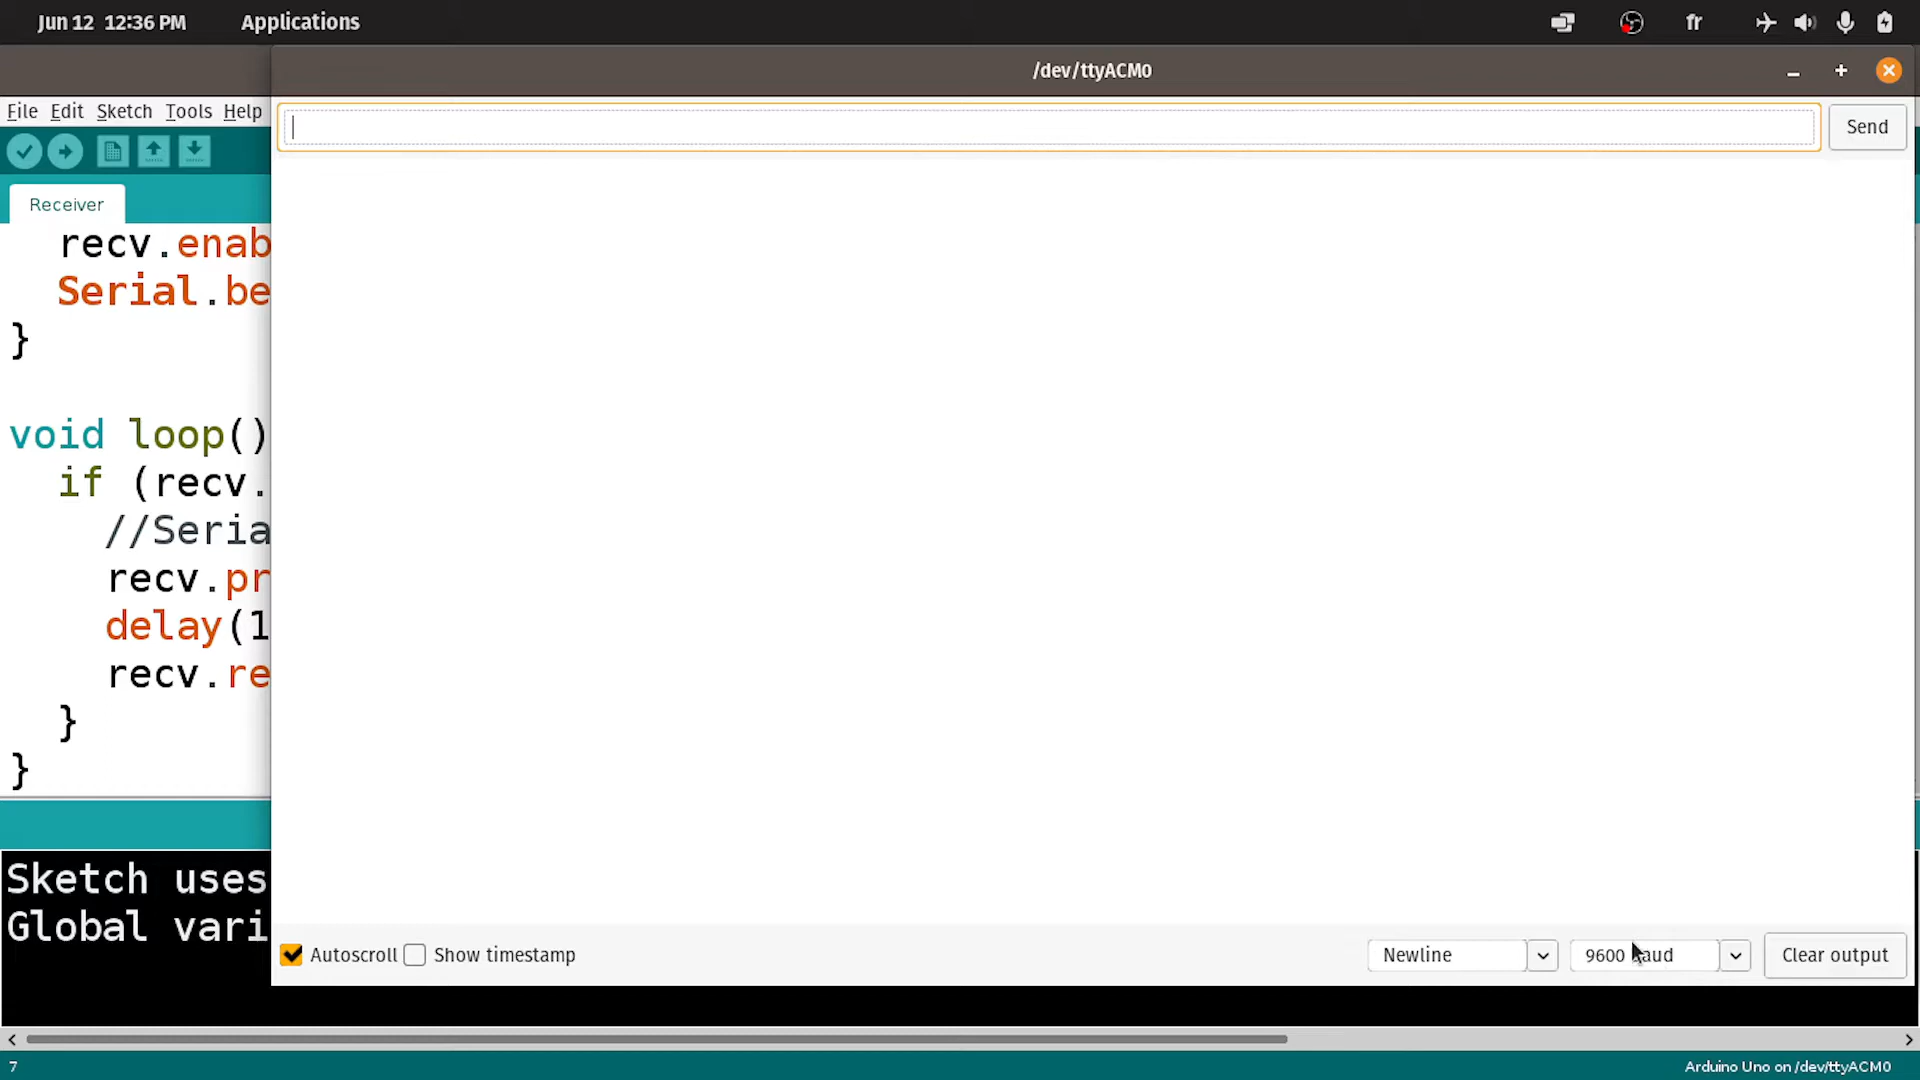 Jun 12 12:36 PM
Applications
fr
/dev/ttyACM0
File Edit Sketch Tools Help
Send
Receiver
recv.enab
Serial.be
}
void loop()
if (recv.
//Seria
recv.pr
delay(1
recv.re
}
}
Sketch uses
Global vari
Autoscroll
Show timestamp
Newline
9600 aud
Clear output
7
Arduino Uno on /dev/ttyACM0